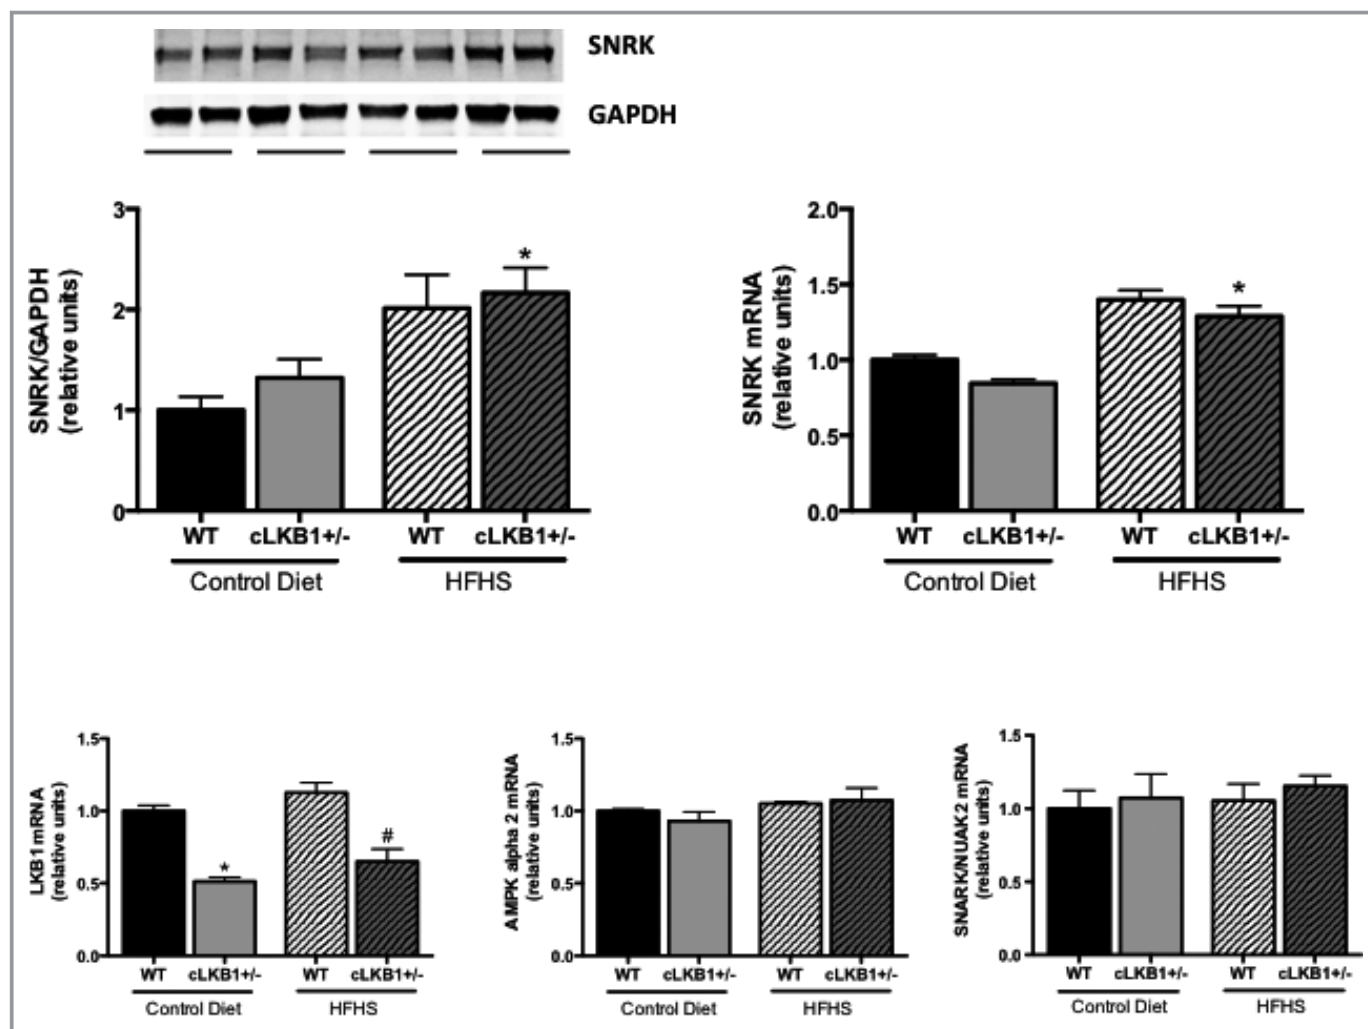 SNRK
GAPDH
SNRK/GAPDH
(relative units)
3
2
1
0
*
WT cLKB1+/- WT cLKB1+/-
Control Diet HFHS
SNRK mRNA
(relative units)
2.0
1.5
1.0
0.5
0.0
*
WT cLKB1+/- WT cLKB1+/-
Control Diet HFHS
LKB1 mRNA
(relative units)
1.5
1.0
0.5
0.0
*
#
WT cLKB1+/- WT cLKB1+/-
Control Diet HFHS
AMPK alpha 2 mRNA
(relative units)
1.5
1.0
0.5
0.0
WT cLKB1+/- WT cLKB1+/-
Control Diet HFHS
SNARK/NUAK2 mRNA
(relative units)
1.5
1.0
0.5
0.0
WT cLKB1+/- WT cLKB1+/-
Control Diet HFHS